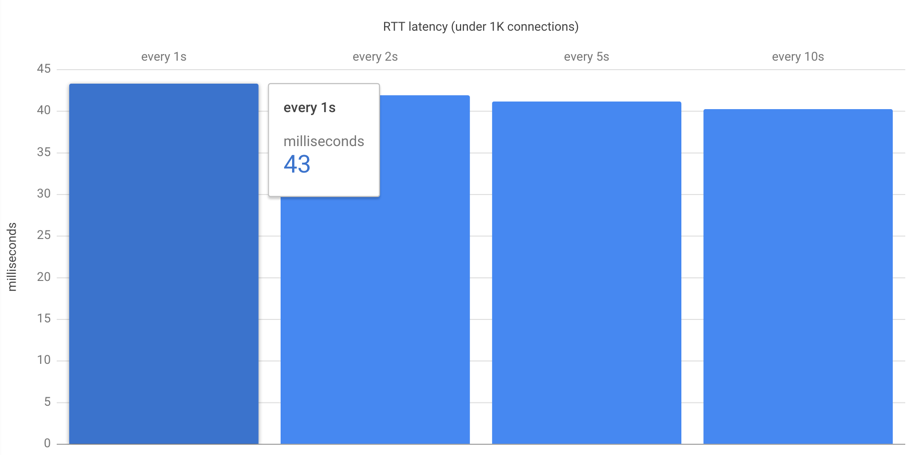 RTT latency (under 1K connections)
every 1s
every 2s
every 5s
every 10s
45
40
35
30
25
20
15
10
5
0
milliseconds
every 1s
milliseconds
43